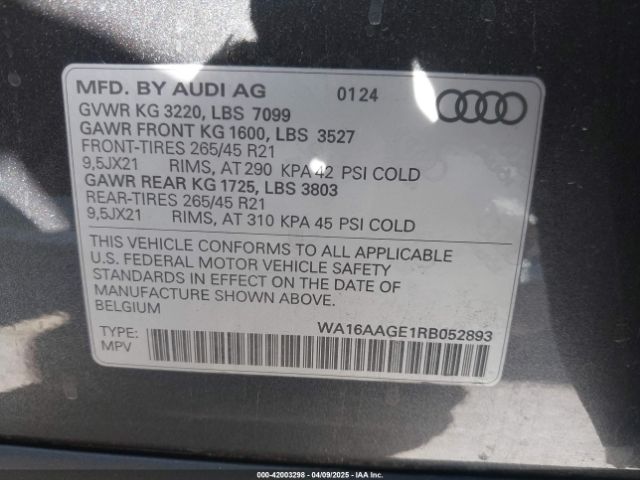 MFD. BY AUDI AG 0124
GVWR KG 3220, LBS 7099
GAWR FRONT KG 1600, LBS 3527
FRONT-TIRES 265/45 R21
9,5JX21 RIMS, AT 290 KPA 42 PSI COLD
GAWR REAR KG 1725, LBS 3803
REAR-TIRES 265/45 R21
9,5JX21 RIMS, AT 310 KPA 45 PSI COLD
THIS VEHICLE CONFORMS TO ALL APPLICABLE
U.S. FEDERAL MOTOR VEHICLE SAFETY
STANDARDS IN EFFECT ON THE DATE OF
MANUFACTURE SHOWN ABOVE.
BELGIUM
WA16AAGE1RB052893
TYPE:
MPV
000-42003298 - 04/09/2025 - IAA Inc.